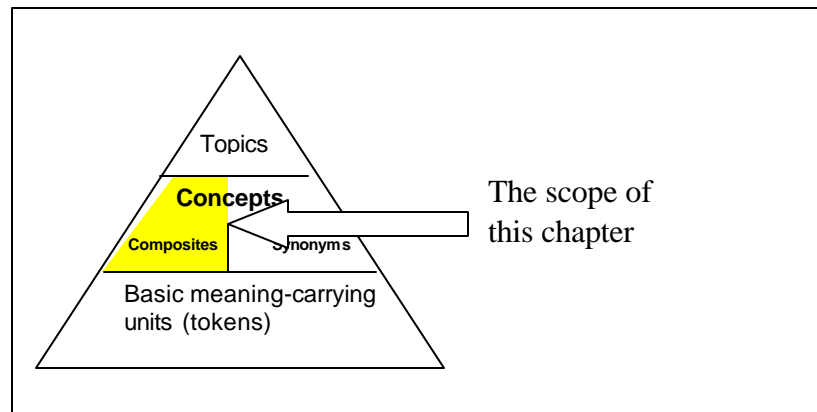 Topics
Concepts
The scope of
this chapter
Composites
Synonyms
Basic meaning-carrying
units (tokens)